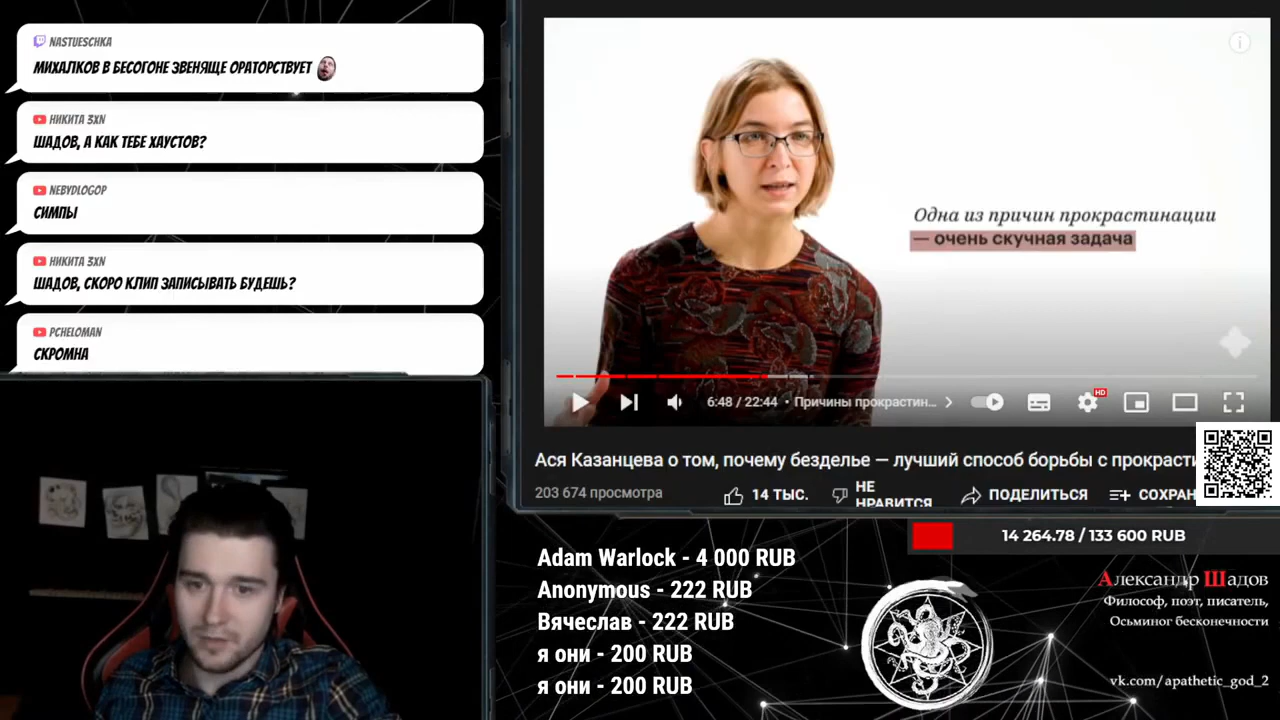 NASTUESCHKA
МИХАЛКОВ В БЕСОГОНЕ ЗВЕНЯЩЕ ОРАТОРСТВУЕТ
НИКИТА 3XN
ШАДОВ, А КАК ТЕБЕ ХАУСТОВ?
NEBYDLOGOP
СИМПЫ
НИКИТА 3XN
ШАДОВ, СКОРО КЛИП ЗАПИСЫВАТЬ БУДЕШЬ?
PCHELOMAN
СКРОМНА
Одна из причин прокрастинации
— очень скучная задача
6:48 / 22:44 • Причины прокрастин...
HD
Ася Казанцева о том, почему безделье — лучший способ борьбы с прокрасти
203 674 просмотра
14 ТЫС.
НЕ
НРАВИТСЯ
ПОДЕЛИТЬСЯ
СОХРАН
14 264.78 / 133 600 RUB
Adam Warlock - 4 000 RUB
Anonymous - 222 RUB
Вячеслав - 222 RUB
я они - 200 RUB
я они - 200 RUB
Александр Шадов
Философ, поэт, писатель,
Осьминог бесконечности
vk.com/apathetic_god_2